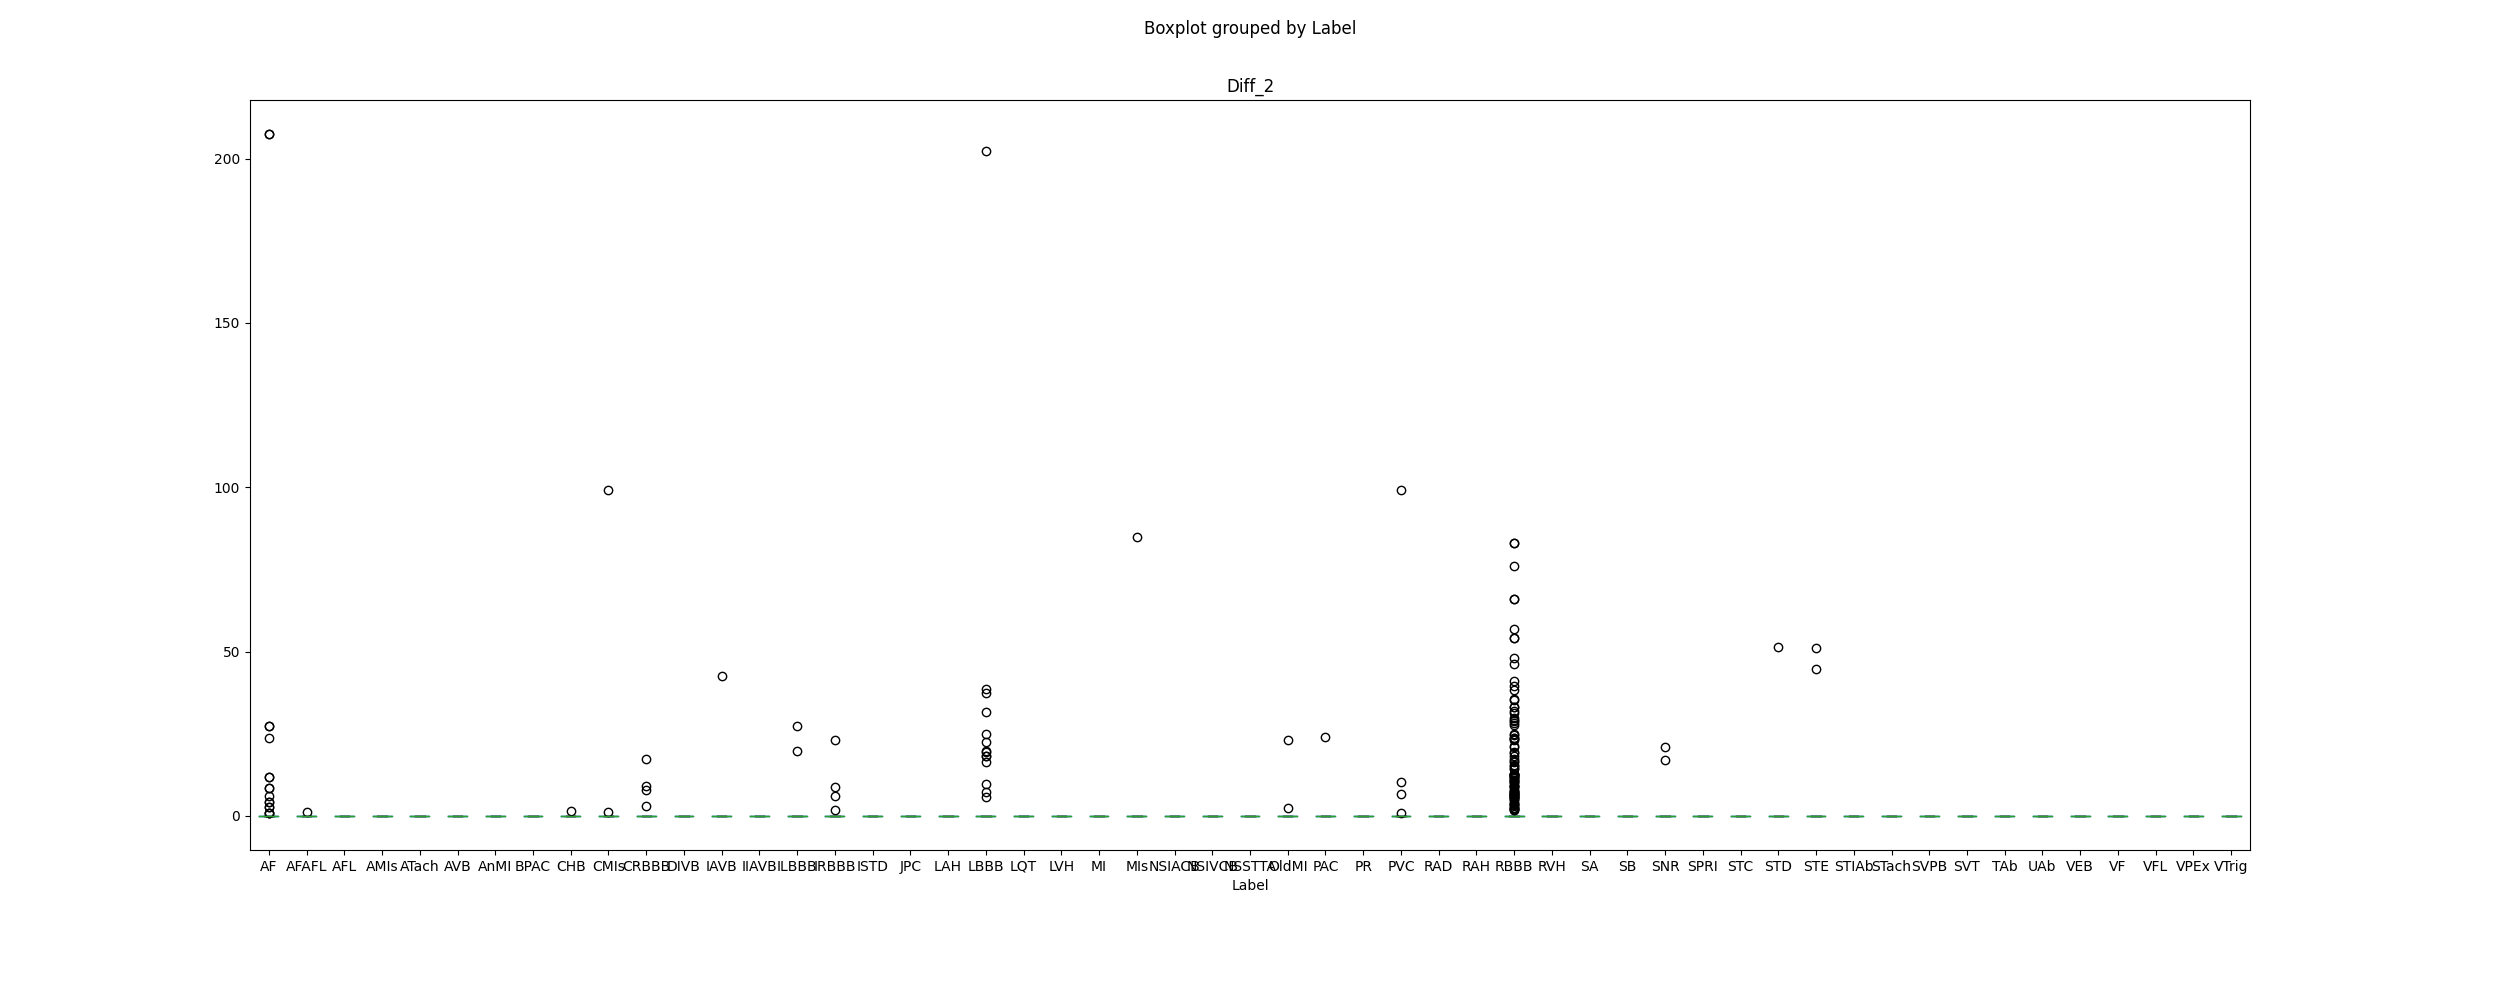 Boxplot grouped by Label
Diff_2
200
150
100
50
0
AF AFAFL AFL AMIs ATach AVB AnMI BPAC CHB CMIs CRBBB DIVB IAVB IIAVB ILBBB IRBBB ISTD JPC LAH LBBB LQT LVH MI MIs NSIACB NSIVCB NSSTTA OldMI PAC PR PVC RAD RAH RBBB RVH SA SB SNR SPRI STC STD STE STIAb STach SVPB SVT TAb UAb VEB VF VFL VPEx VTrig
Label